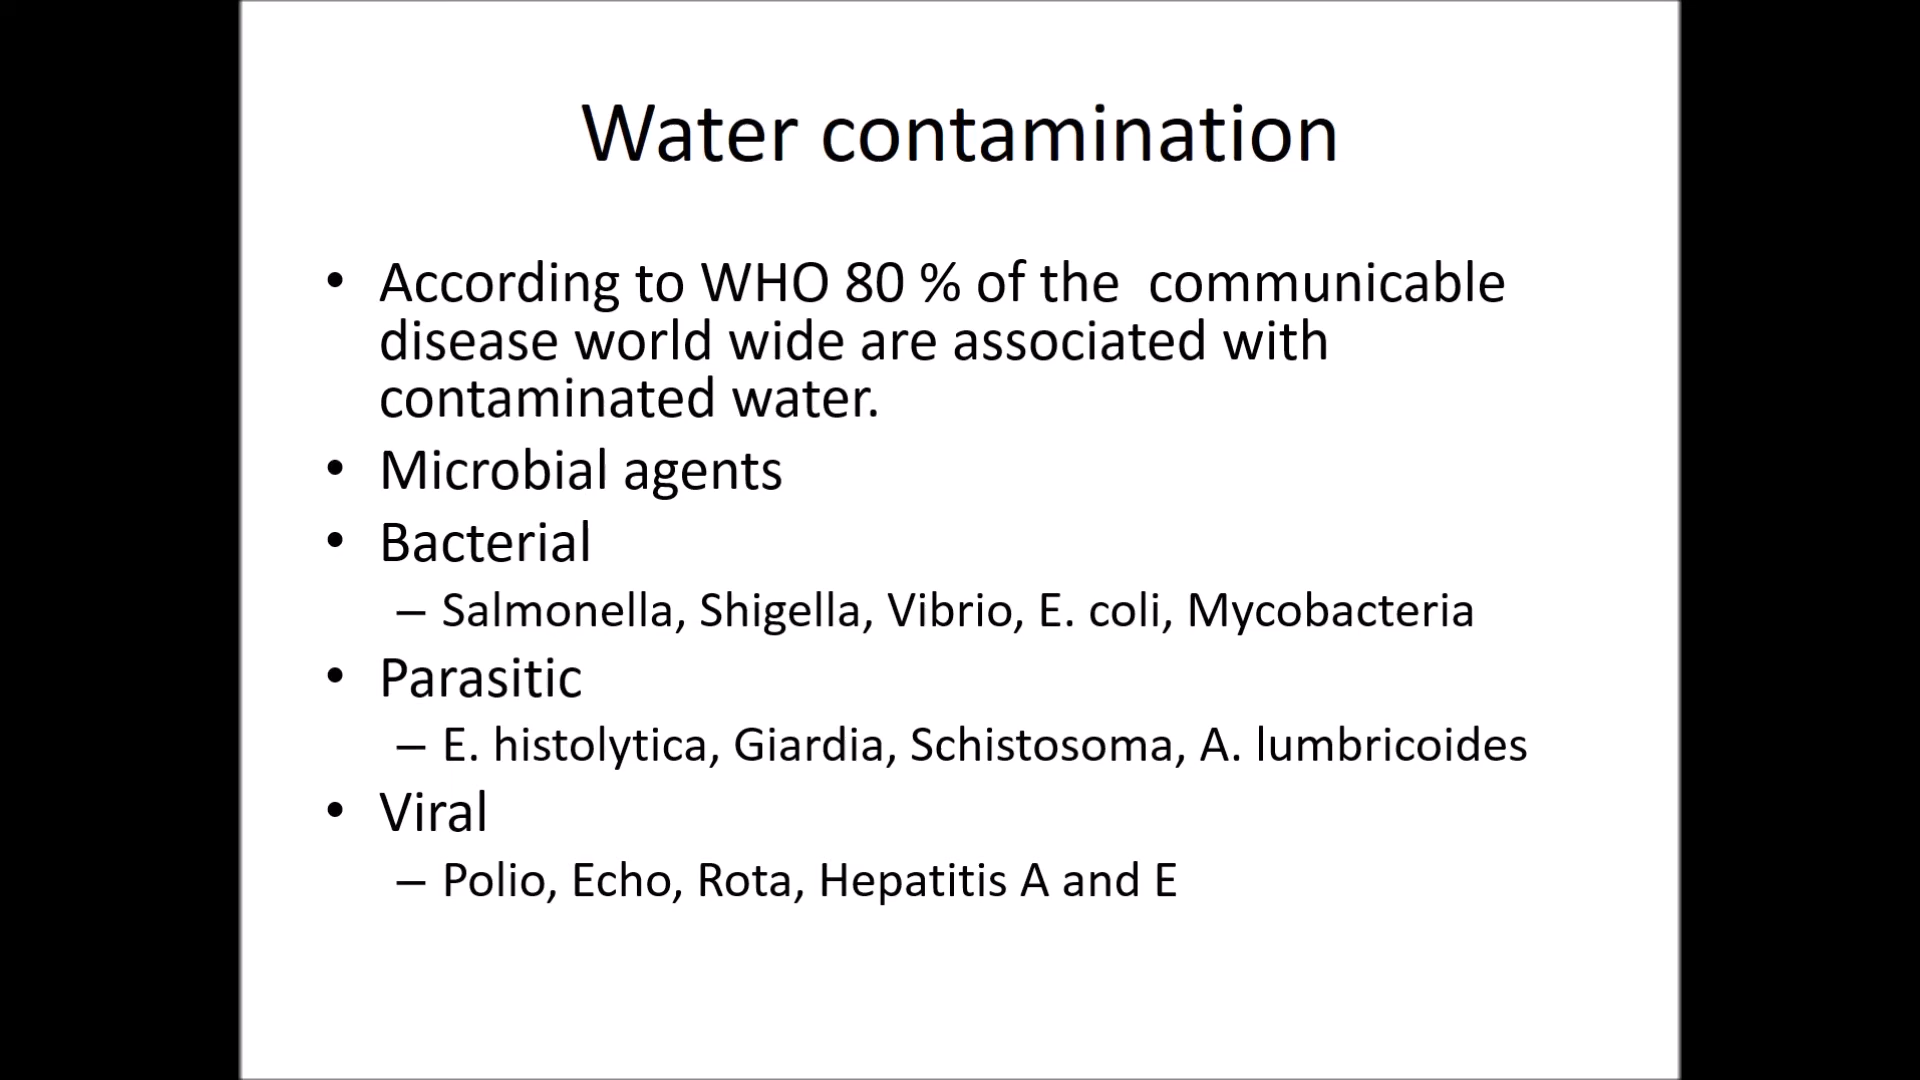 Water contamination
• According to WHO 80 % of the  communicable
disease world wide are associated with
contaminated water.
• Microbial agents
• Bacterial
– Salmonella, Shigella, Vibrio, E. coli, Mycobacteria
• Parasitic
– E. histolytica, Giardia, Schistosoma, A. lumbricoides
• Viral
– Polio, Echo, Rota, Hepatitis A and E